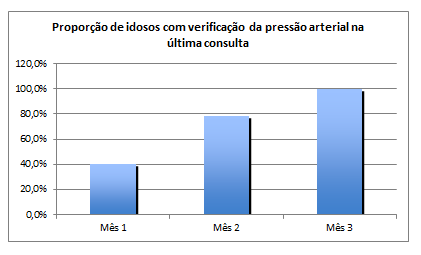 Proporção de idosos com verificação da pressão arterial na
última consulta
120,0%
100,0%
80,0%
60,0%
40,0%
20,0%
0,0%
Mês 1
Mês 2
Mês 3